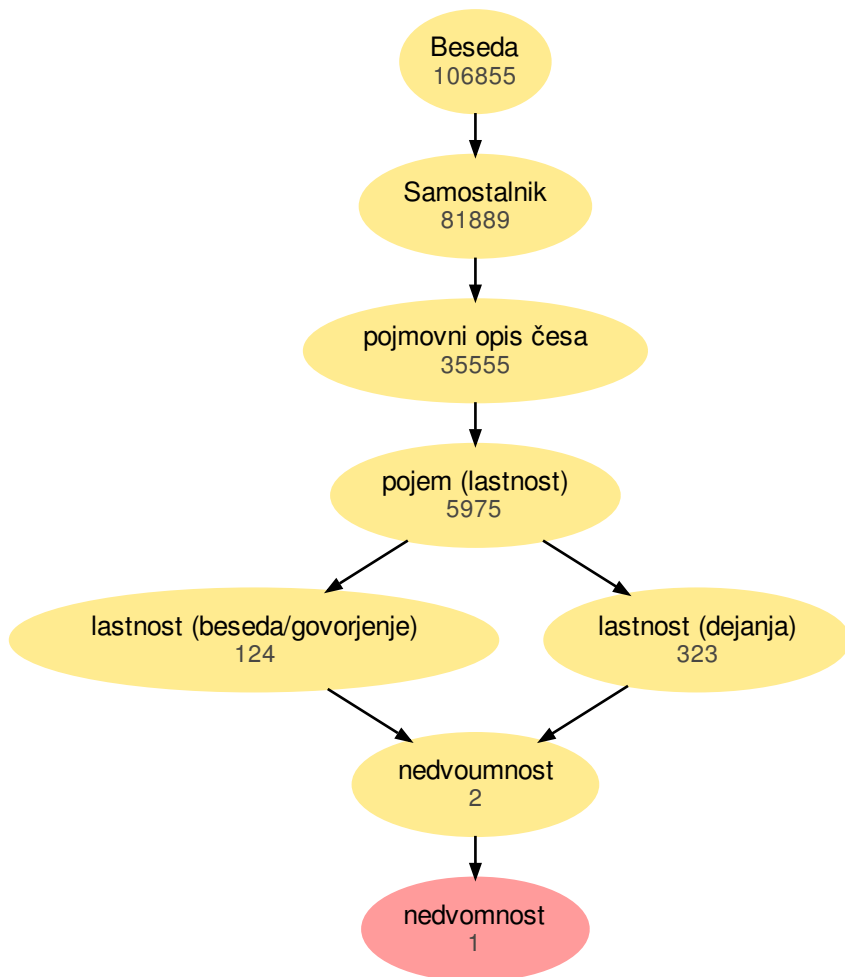 Beseda
106855
Samostalnik
81889
pojmovni opis česa
35555
pojem (lastnost)
5975
lastnost (beseda/govorjenje)
124
lastnost (dejanja)
323
nedvoumnost
2
nedvomnost
1